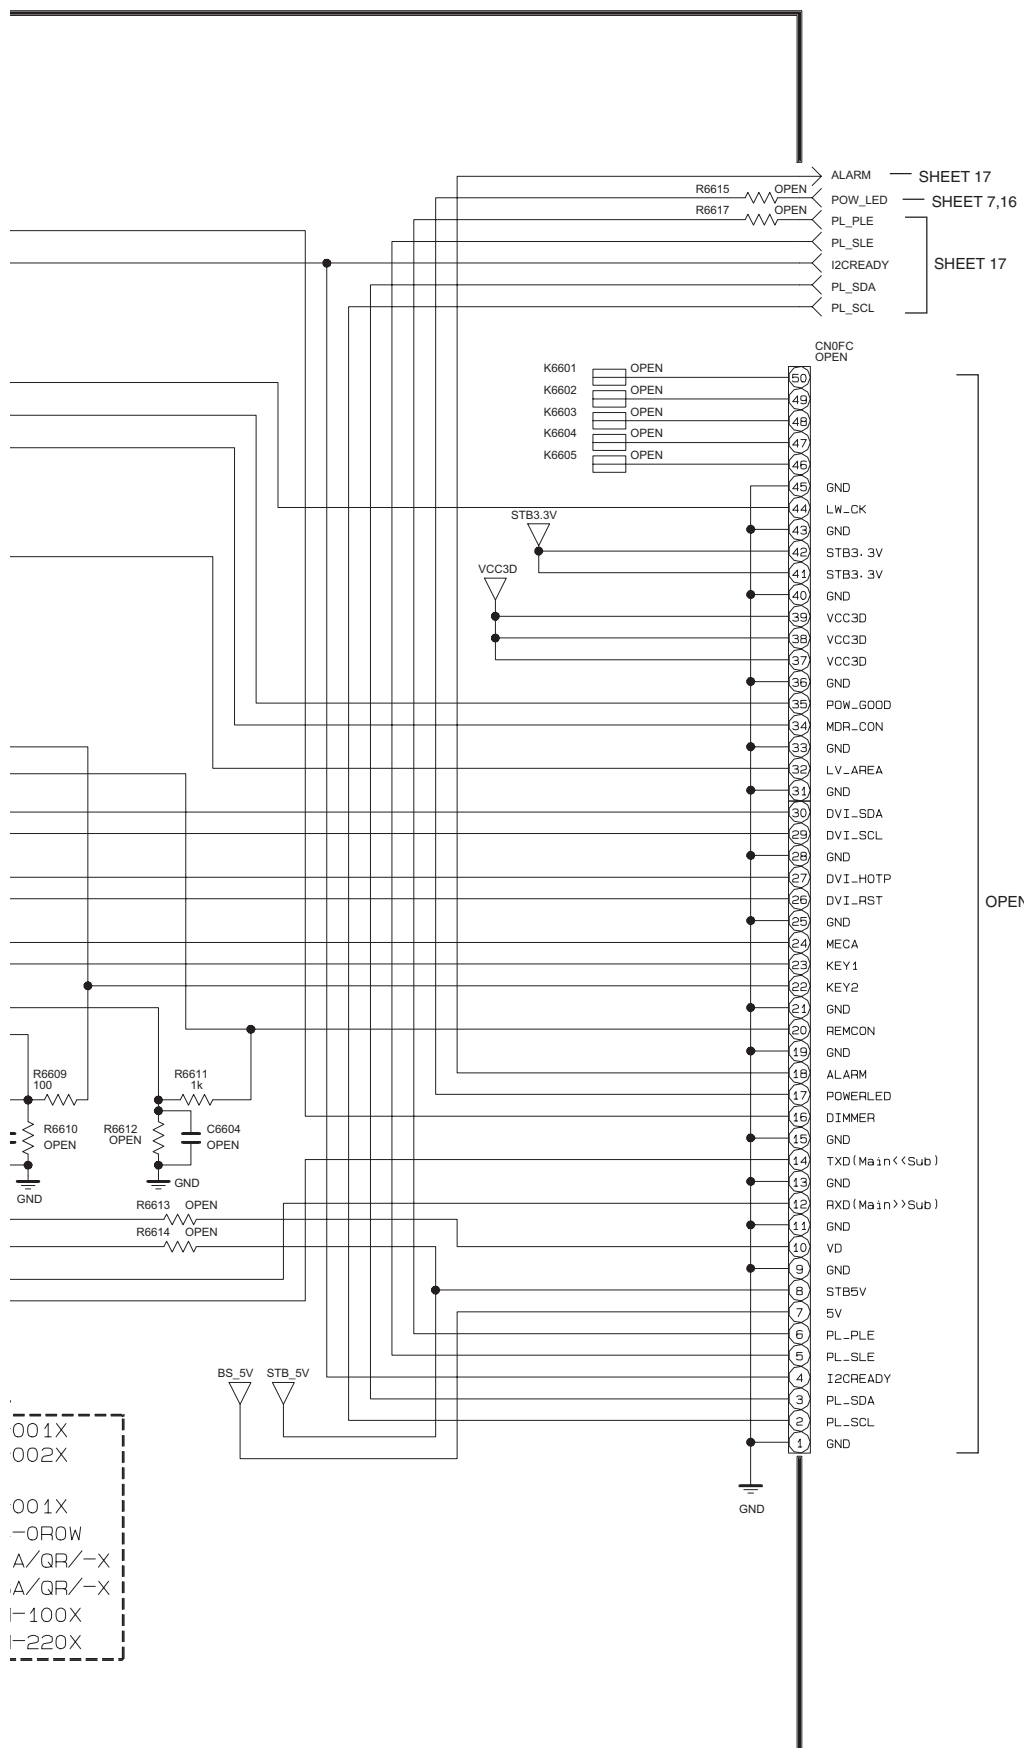 ALARM SHEET 17
R6615 OPEN POW_LED SHEET 7,16
R6617 OPEN PL_PLE
PL_SLE
I2CREADY SHEET 17
PL_SDA
PL_SCL
CN0FC
OPEN
K6601 OPEN 50
K6602 OPEN 49
K6603 OPEN 48
K6604 OPEN 47
K6605 OPEN 46
45 GND
44 LW_CK
STB3.3V
43 GND
42 STB3.3V
VCC3D
41 STB3.3V
40 GND
39 VCC3D
38 VCC3D
37 VCC3D
36 GND
35 POW_GOOD
34 MDR_CON
33 GND
32 LV_AREA
31 GND
30 DVI_SDA
29 DVI_SCL
28 GND
27 DVI_HOTP
26 DVI_RST
OPEN
25 GND
24 MECA
23 KEY1
22 KEY2
21 GND
20 REMCON
19 GND
R6609
100
R6611
1k
18 ALARM
17 POWERLED
16 DIMMER
R6610
OPEN
R6612
OPEN
C6604
OPEN
15 GND
14 TXD(Main<<Sub)
GND
GND
13 GND
R6613 OPEN
12 RXD(Main>>Sub)
11 GND
R6614 OPEN
10 VD
9 GND
8 STB5V
7 5V
6 PL_PLE
5 PL_SLE
BS_5V STB_5V
4 I2CREADY
3 PL_SDA
2 PL_SCL
1 GND
GND
001X
002X
001X
-0R0W
A/QR/-X
A/QR/-X
-100X
-220X